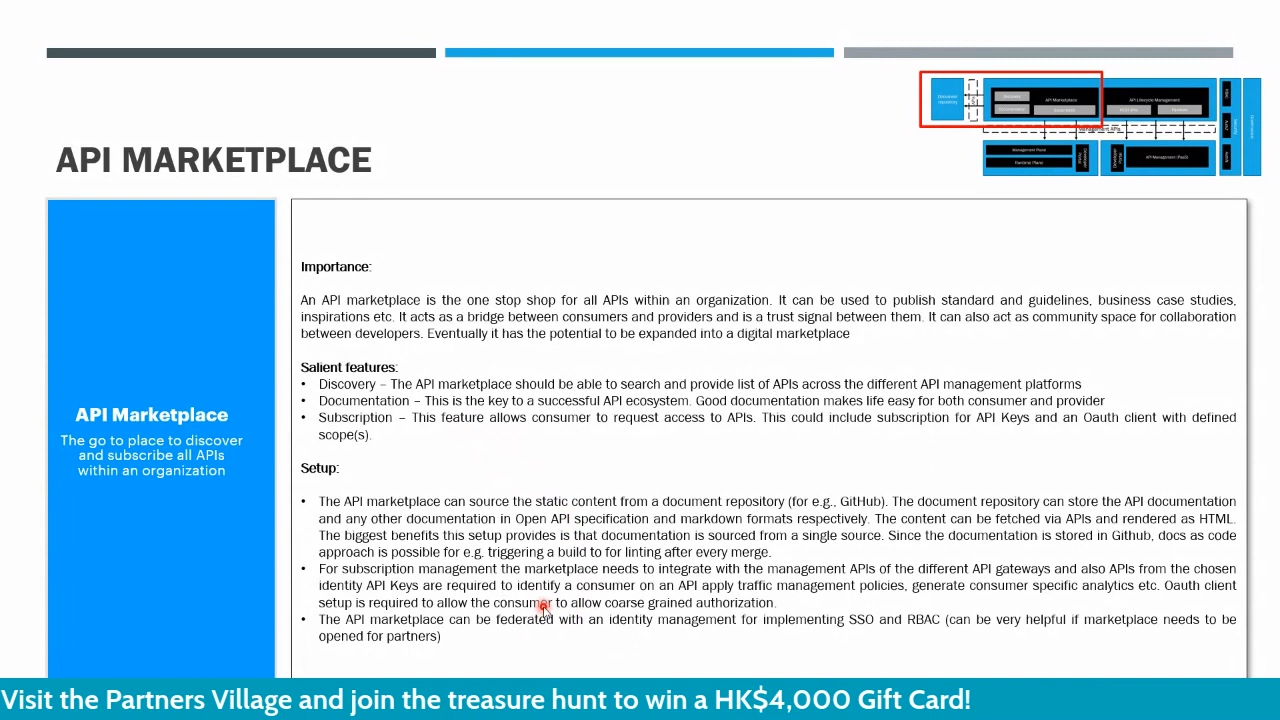 Document
repository
API Marketplace
API Lifecycle Management
Management APIs
Management Plane
Runtime Plane
API Management (PaaS)
API MARKETPLACE
API Marketplace
The go to place to discover
and subscribe all APIs
within an organization
Importance:
An API marketplace is the one stop shop for all APIs within an organization. It can be used to publish standard and guidelines, business case studies,
inspirations etc. It acts as a bridge between consumers and providers and is a trust signal between them. It can also act as community space for collaboration
between developers. Eventually it has the potential to be expanded into a digital marketplace
Salient features:
• Discovery – The API marketplace should be able to search and provide list of APIs across the different API management platforms
• Documentation – This is the key to a successful API ecosystem. Good documentation makes life easy for both consumer and provider
• Subscription – This feature allows consumer to request access to APIs. This could include subscription for API Keys and an Oauth client with defined
scope(s).
Setup:
• The API marketplace can source the static content from a document repository (for e.g., GitHub). The document repository can store the API documentation
and any other documentation in Open API specification and markdown formats respectively. The content can be fetched via APIs and rendered as HTML.
The biggest benefits this setup provides is that documentation is sourced from a single source. Since the documentation is stored in Github, docs as code
approach is possible for e.g. triggering a build to for linting after every merge.
• For subscription management the marketplace needs to integrate with the management APIs of the different API gateways and also APIs from the chosen
identity API Keys are required to identify a consumer on an API apply traffic management policies, generate consumer specific analytics etc. Oauth client
setup is required to allow the consumer to allow coarse grained authorization.
• The API marketplace can be federated with an identity management for implementing SSO and RBAC (can be very helpful if marketplace needs to be
opened for partners)
Visit the Partners Village and join the treasure hunt to win a HK$4,000 Gift Card!